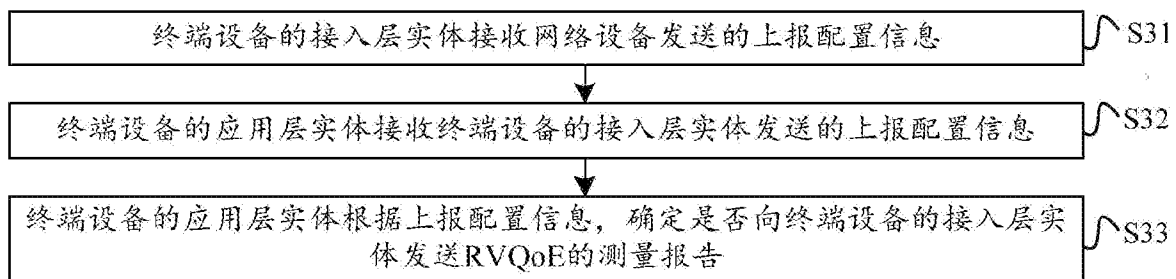 终端设备的接入层实体接收网络设备发送的上报配置信息
S31
终端设备的应用层实体接收终端设备的接入层实体发送的上报配置信息
S32
终端设备的应用层实体根据上报配置信息，确定是否向终端设备的接入层实
体发送RVQoE的测量报告
S33